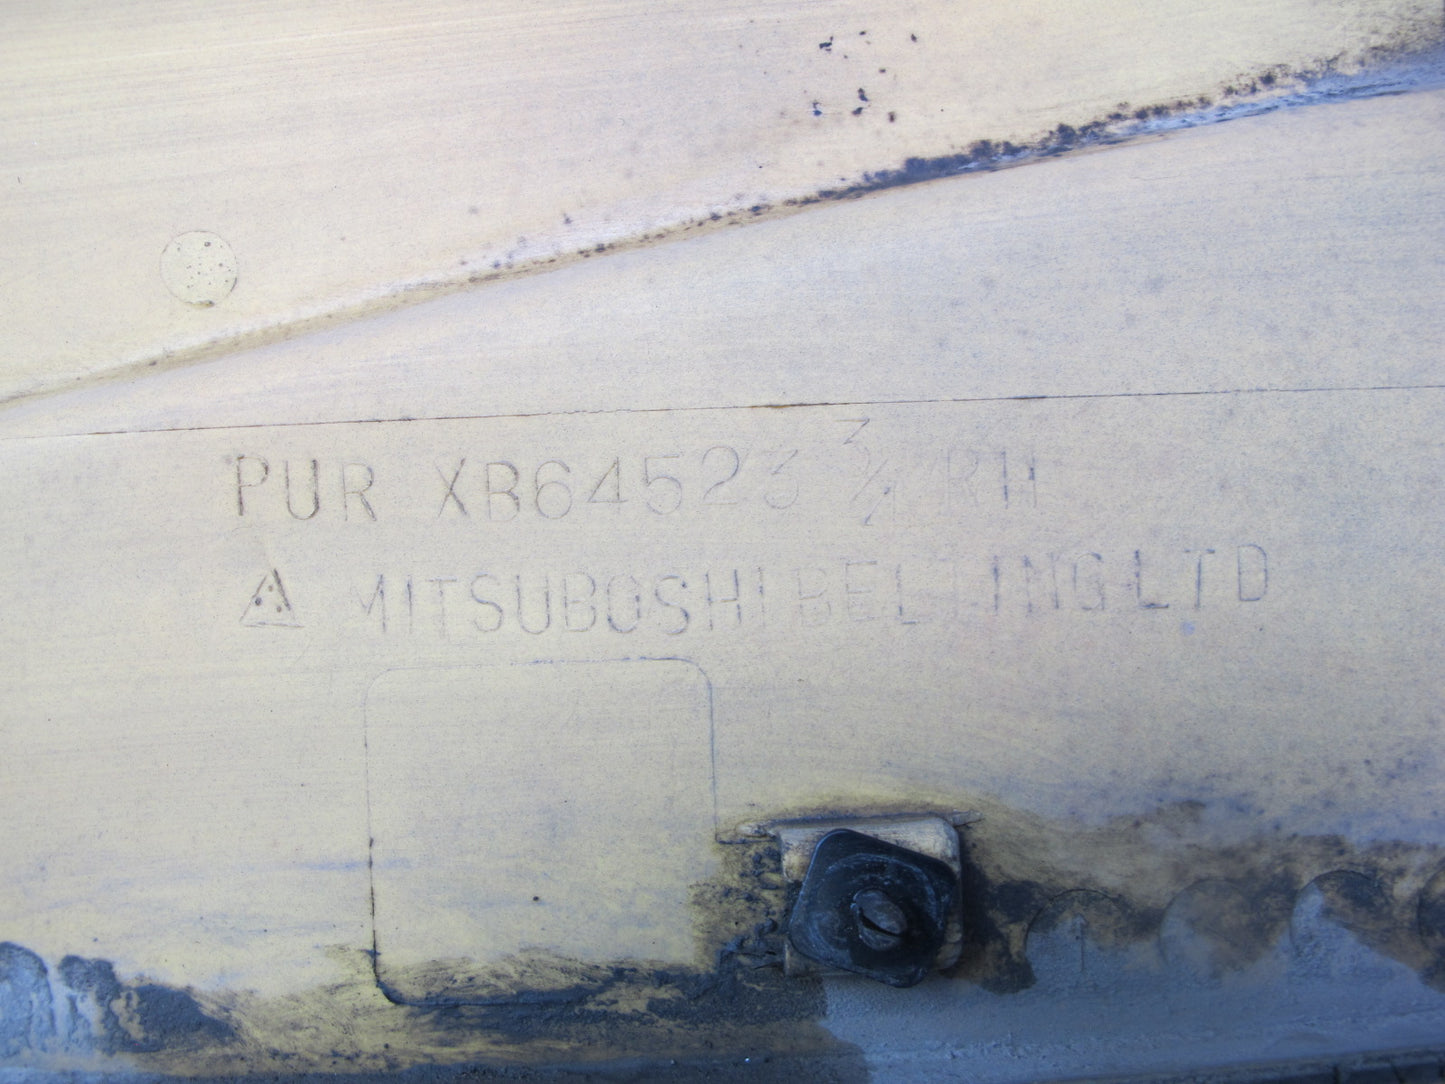 PUR XB64523 3/4 RH
MITSUBOSHI BELTING LTD